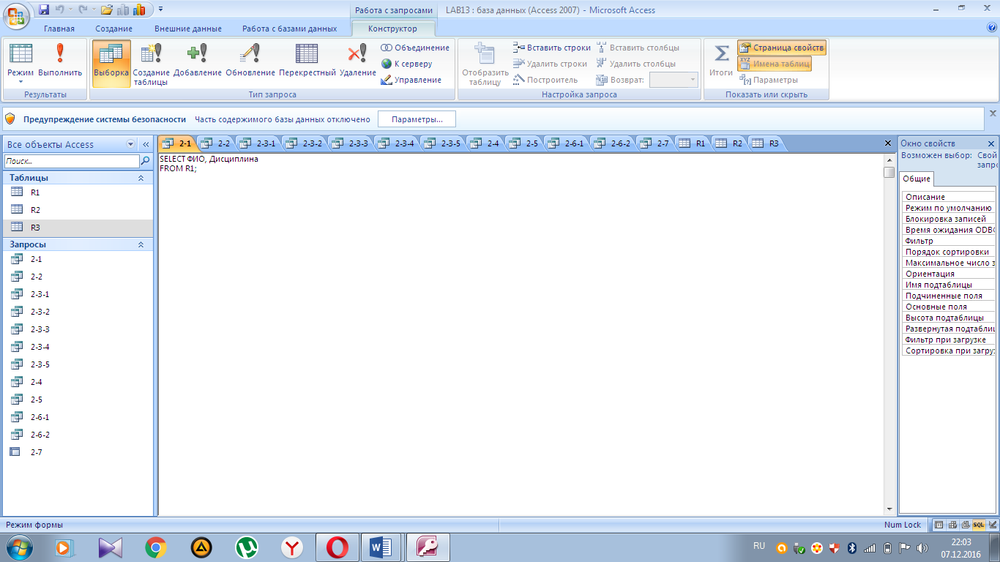 Работа с запросами
LAB13 : база данных (Access 2007) - Microsoft Access
Главная
Создание
Внешние данные
Работа с базами данных
Конструктор
Режим
Выполнить
Результаты
Выборка
Создание таблицы
Добавление
Обновление
Перекрестный
Удаление
Объединение
К серверу
Управление
Тип запроса
Отобразить таблицу
Вставить строки
Удалить строки
Построитель
Вставить столбцы
Удалить столбцы
Возврат:
Настройка запроса
Итоги
Страница свойств
Имена таблиц
Параметры
Показать или скрыть
Предупреждение системы безопасности
Часть содержимого базы данных отключено
Параметры...
Все объекты Access
Поиск...
Таблицы
R1
R2
R3
Запросы
2-1
2-2
2-3-1
2-3-2
2-3-3
2-3-4
2-3-5
2-4
2-5
2-6-1
2-6-2
2-7
2-1
2-2
2-3-1
2-3-2
2-3-3
2-3-4
2-3-5
2-4
2-5
2-6-1
2-6-2
2-7
R1
R2
R3
SELECT ФИО, Дисциплина
FROM R1;
Окно свойств
Возможен выбор: Свой
запро
Общие
Описание
Режим по умолчанию
Блокировка записей
Время ожидания ODBC
Фильтр
Порядок сортировки
Максимальное число з
Ориентация
Имя подтаблицы
Подчиненные поля
Основные поля
Высота подтаблицы
Развернутая подтаблиц
Фильтр при загрузке
Сортировка при загруз
Режим формы
Num Lock
SQL
RU
22:03
07.12.2016